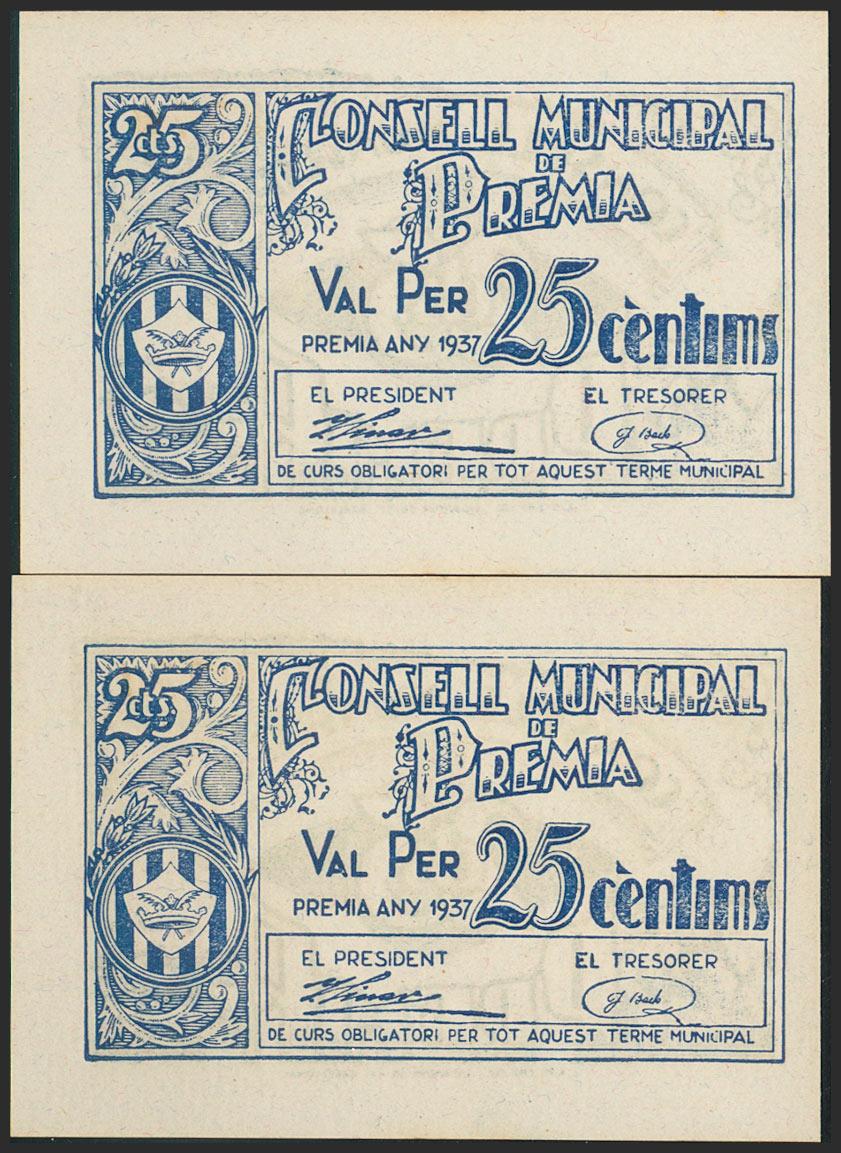 25 cts
CONSELL MUNICIPAL
DE
PREMIA
VAL PER 25 cèntims
PREMIA ANY 1937
EL PRESIDENT EL TRESORER
DE CURS OBLIGATORI PER TOT AQUEST TERME MUNICIPAL
25 cts
CONSELL MUNICIPAL
DE
PREMIA
VAL PER 25 cèntims
PREMIA ANY 1937
EL PRESIDENT EL TRESORER
DE CURS OBLIGATORI PER TOT AQUEST TERME MUNICIPAL